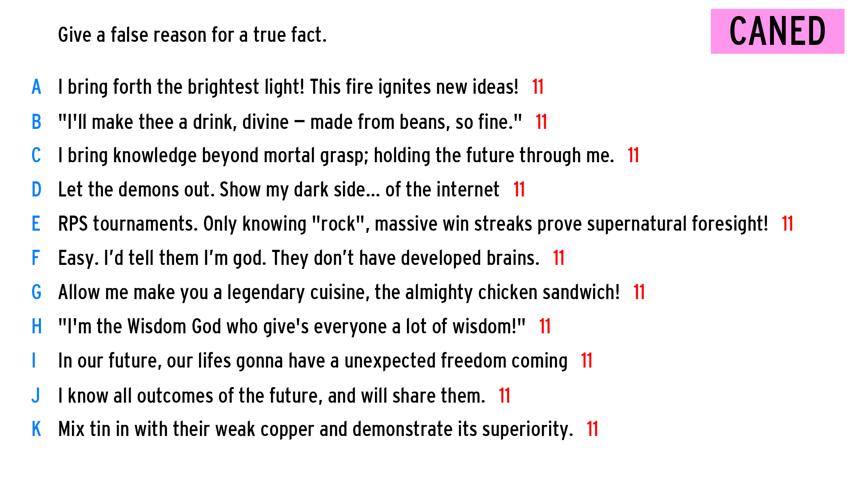 Give a false reason for a true fact.
CANED
A I bring forth the brightest light! This fire ignites new ideas! 11
B "I'll make thee a drink, divine – made from beans, so fine." 11
C I bring knowledge beyond mortal grasp; holding the future through me. 11
D Let the demons out. Show my dark side... of the internet 11
E RPS tournaments. Only knowing "rock", massive win streaks prove supernatural foresight! 11
F Easy. I'd tell them I'm god. They don't have developed brains. 11
G Allow me make you a legendary cuisine, the almighty chicken sandwich! 11
H "I'm the Wisdom God who give's everyone a lot of wisdom!" 11
I In our future, our lifes gonna have a unexpected freedom coming 11
J I know all outcomes of the future, and will share them. 11
K Mix tin in with their weak copper and demonstrate its superiority. 11